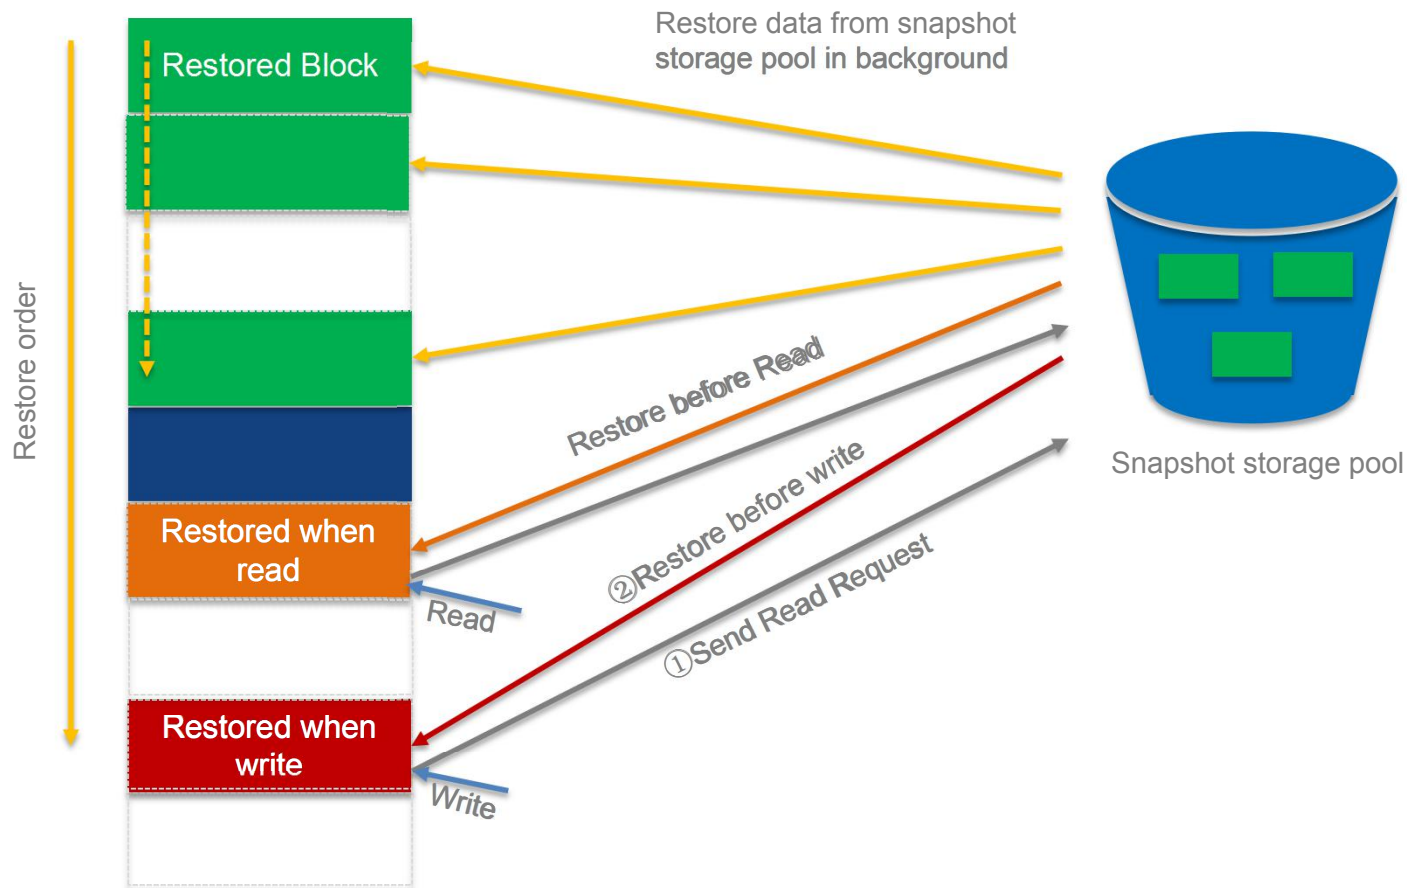 Restore data from snapshot
storage pool in background
Restored Block
Restore order
Restore before Read
②Restore before write
①Send Read Request
Snapshot storage pool
Restored when
read
Read
Restored when
write
Write